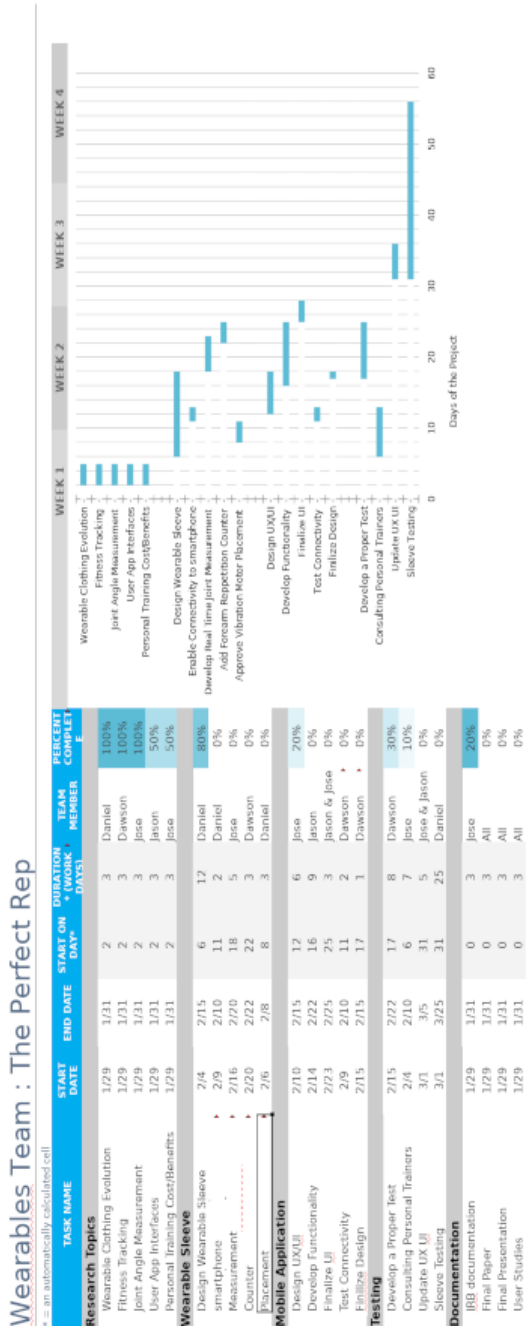 Wearables Team : The Perfect Rep
* = an automatically calculated cell
TASK NAME START DATE END DATE START ON DAY* DURATION * (WORK DAYS) TEAM MEMBER PERCENT COMPLETE
Research Topics
Wearable Clothing Evolution 1/29 1/31 2 3 Daniel 100%
Fitness Tracking 1/29 1/31 2 3 Dawson 100%
Joint Angle Measurement 1/29 1/31 2 3 Jose 100%
User App Interfaces 1/29 1/31 2 3 Jason 50%
Personal Training Cost/Benefits 1/29 1/31 2 3 Jose 50%
Wearable Sleeve
Design Wearable Sleeve 2/4 2/15 6 12 Daniel 80%
smartphone 2/9 2/10 11 2 Daniel 0%
Measurement 2/16 2/20 18 5 Jose 0%
Counter 2/20 2/22 22 3 Dawson 0%
Placement 2/6 2/8 8 3 Daniel 0%
Mobile Application
Design UX/UI 2/10 2/15 12 6 Jose 20%
Develop Functionality 2/14 2/22 16 9 Jason 0%
Finalize UI 2/23 2/25 25 3 Jason & Jose 0%
Test Connectivity 2/9 2/10 11 2 Dawson 0%
Finilize Design 2/15 2/15 17 1 Dawson 0%
Testing
Develop a Proper Test 2/15 2/22 17 8 Dawson 30%
Consulting Personal Trainers 2/4 2/10 6 7 Jose 10%
Update UX UI 3/1 3/5 31 5 Jose & Jason 0%
Sleeve Testing 3/1 3/25 31 25 Daniel 0%
Documentation
IRB documentation 1/29 1/31 0 3 Jose 20%
Final Paper 1/29 1/31 0 3 All 0%
Final Presentation 1/29 1/31 0 3 All 0%
User Studies 1/29 1/31 0 3 All 0%
WEEK 1 WEEK 2 WEEK 3 WEEK 4
Wearable Clothing Evolution
Fitness Tracking
Joint Angle Measurement
User App Interfaces
Personal Training Cost/Benefits
Design Wearable Sleeve
Enable Connectivity to smartphone
Develop Real Time Joint Measurement
Add Forearm Reppetition Counter
Approve Vibration Motor Placement
Design UX/UI
Develop Functionality
Finalize UI
Test Connectivity
Finilize Design
Develop a Proper Test
Consulting Personal Trainers
Update UX UI
Sleeve Testing
0 10 20 30 40 50 60
Days of the Project